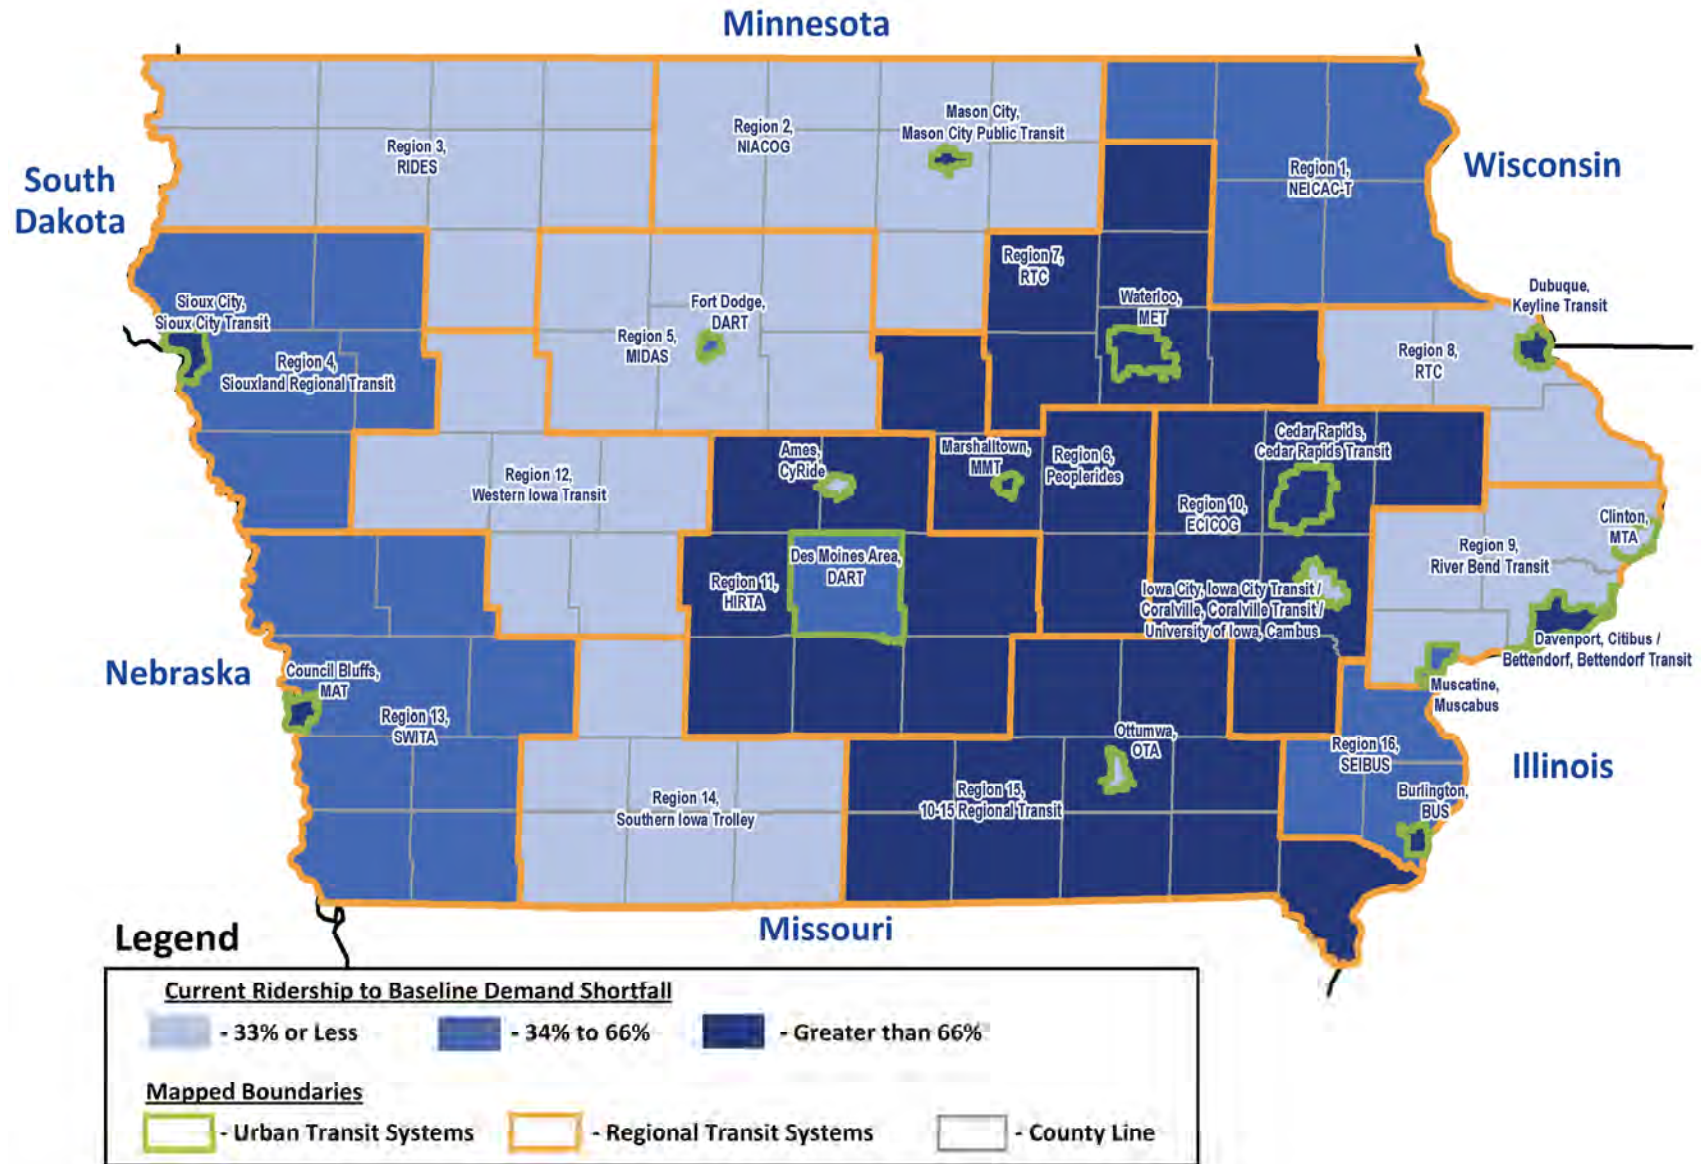 Minnesota
South
Dakota
Wisconsin
Nebraska
Illinois
Missouri
Region 3,
RIDES
Region 2,
NIACOG
Mason City,
Mason City Public Transit
Region 1,
NEICAC-T
Sioux City,
Sioux City Transit
Region 4,
Siouxland Regional Transit
Region 5,
MIDAS
Fort Dodge,
DART
Region 7,
RTC
Waterloo,
MET
Dubuque,
Keyline Transit
Region 8,
RTC
Region 12,
Western Iowa Transit
Ames,
CyRide
Marshalltown,
MMT
Region 6,
Peoplerides
Cedar Rapids,
Cedar Rapids Transit
Region 10,
ECICOG
Clinton,
MTA
Region 9,
River Bend Transit
Region 11,
HIRTA
Des Moines Area,
DART
Iowa City, Iowa City Transit /
Coralville, Coralville Transit /
University of Iowa, Cambus
Davenport, Citibus /
Bettendorf, Bettendorf Transit
Muscatine,
Muscabus
Council Bluffs,
MAT
Region 13,
SWITA
Ottumwa,
OTA
Region 16,
SEIBUS
Region 14,
Southern Iowa Trolley
Region 15,
10-15 Regional Transit
Burlington,
BUS
Legend
Current Ridership to Baseline Demand Shortfall
- 33% or Less
- 34% to 66%
- Greater than 66%
Mapped Boundaries
- Urban Transit Systems
- Regional Transit Systems
- County Line